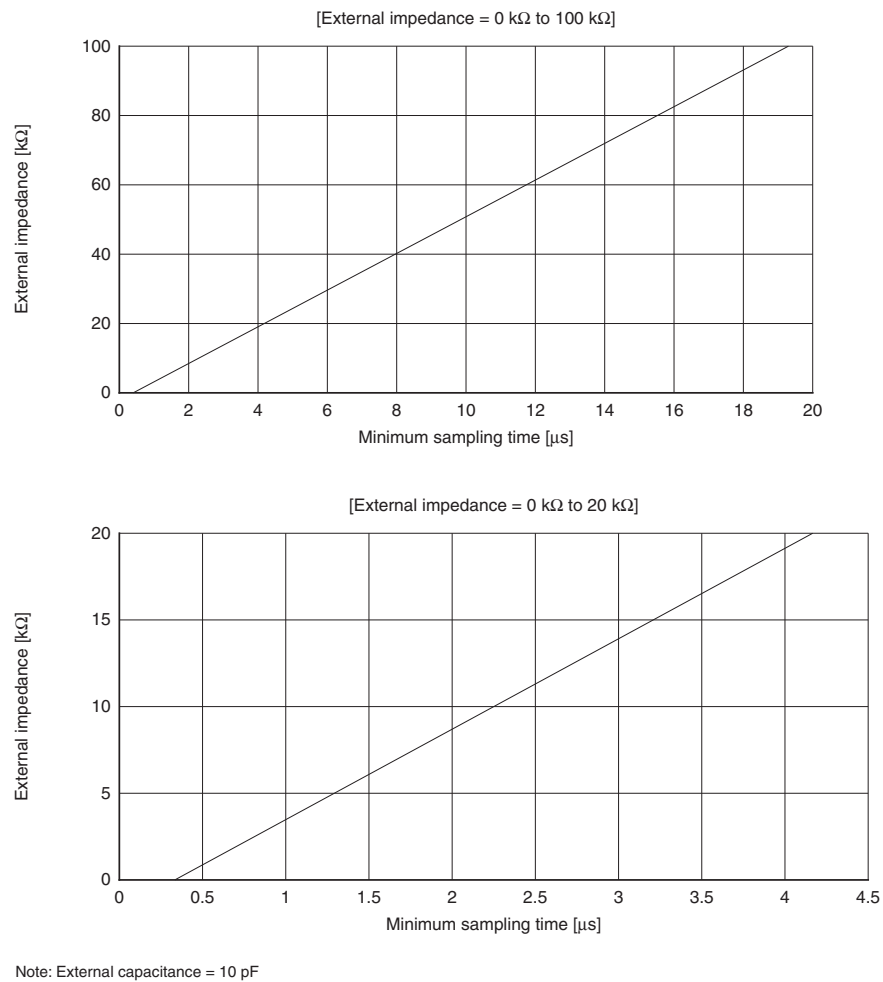 [External impedance = 0 kΩ to 100 kΩ]
External impedance [kΩ]
100
80
60
40
20
0
0 2 4 6 8 10 12 14 16 18 20
Minimum sampling time [μs]
[External impedance = 0 kΩ to 20 kΩ]
External impedance [kΩ]
20
15
10
5
0
0 0.5 1 1.5 2 2.5 3 3.5 4 4.5
Minimum sampling time [μs]
Note: External capacitance = 10 pF